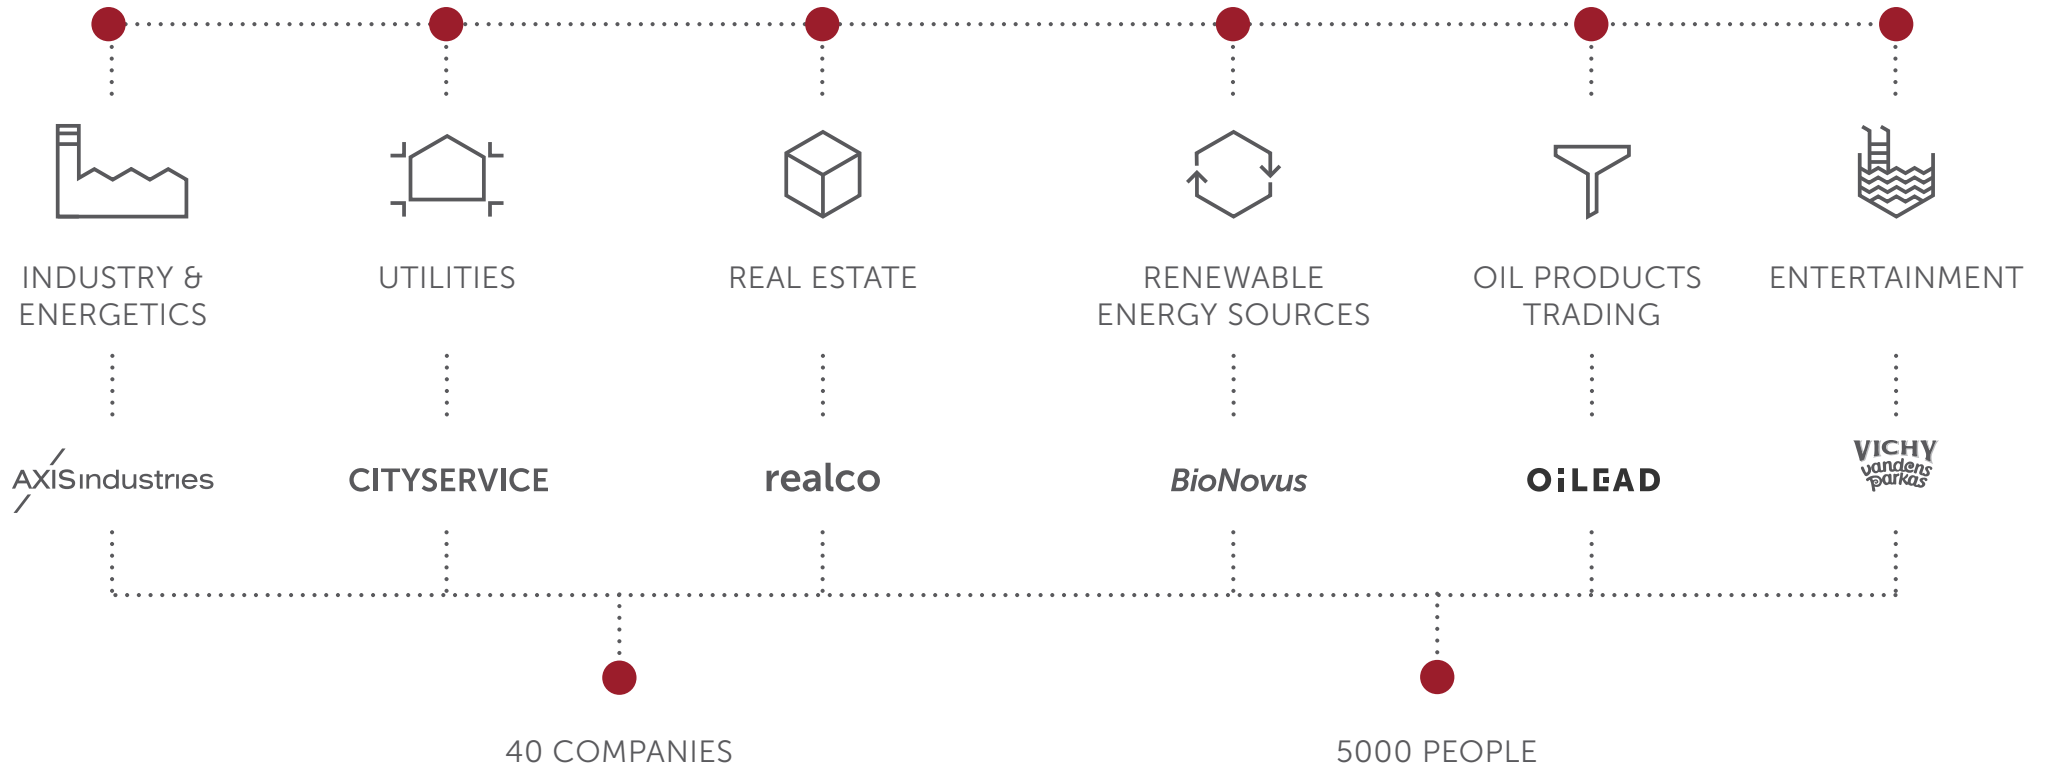 INDUSTRY &
ENERGETICS
UTILITIES
REAL ESTATE
RENEWABLE
ENERGY SOURCES
OIL PRODUCTS
TRADING
ENTERTAINMENT
AXISindustries
CITYSERVICE
realco
BioNovus
OiLEAD
VICHY
vandens
parkas
40 COMPANIES
5000 PEOPLE